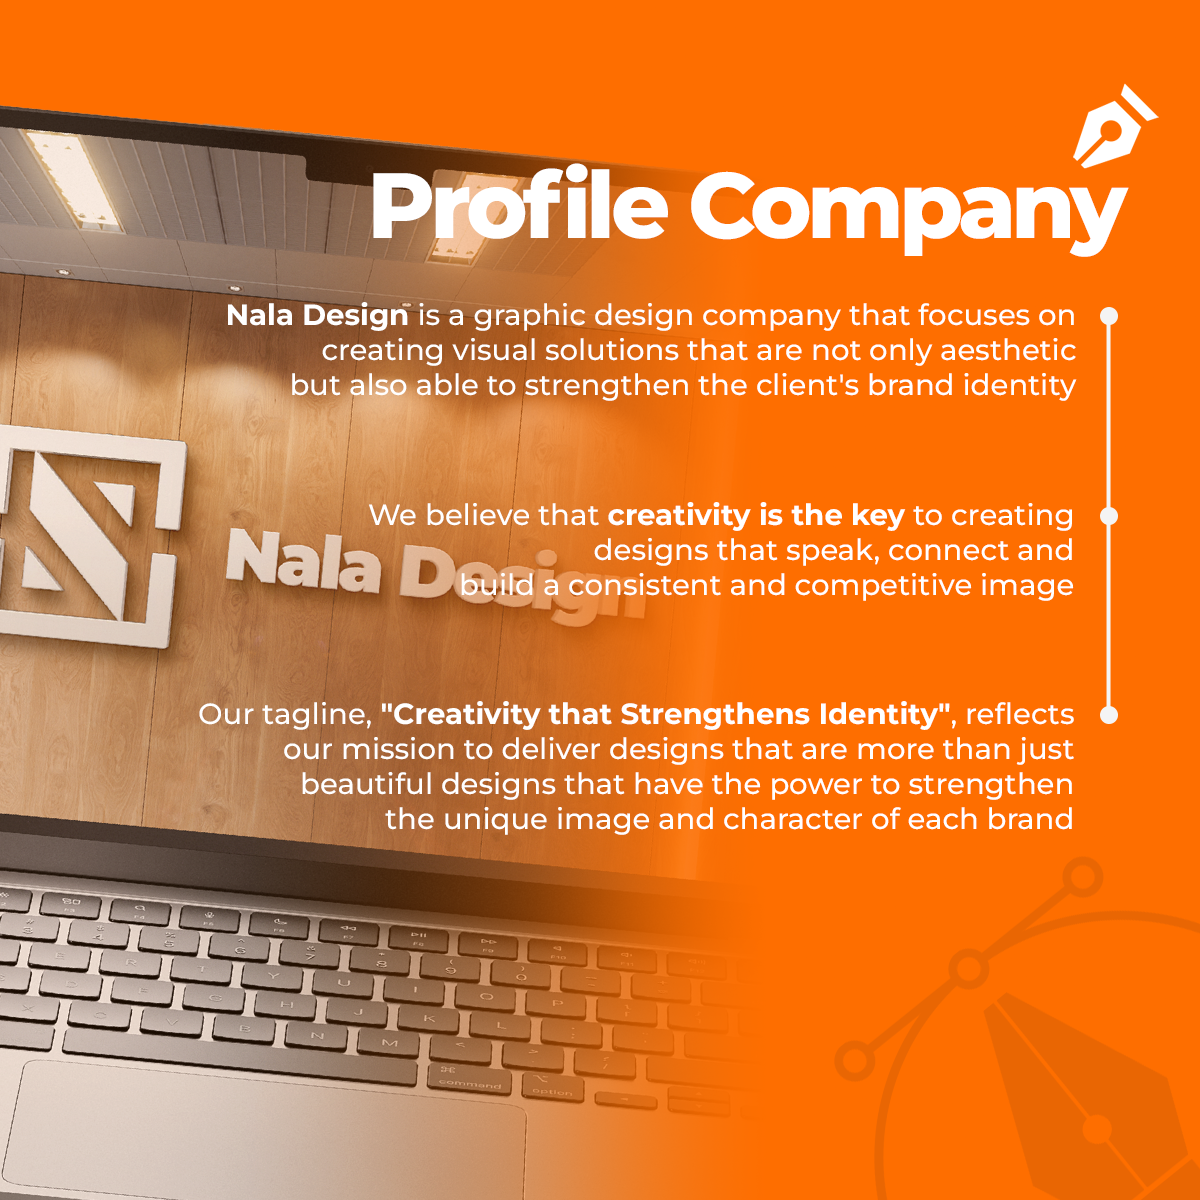 Profile Company
Nala Design is a graphic design company that focuses on
creating visual solutions that are not only aesthetic
but also able to strengthen the client's brand identity
We believe that creativity is the key to creating
designs that speak, connect and
build a consistent and competitive image
Nala Design
Our tagline, "Creativity that Strengthens Identity", reflects
our mission to deliver designs that are more than just
beautiful designs that have the power to strengthen
the unique image and character of each brand
command
option